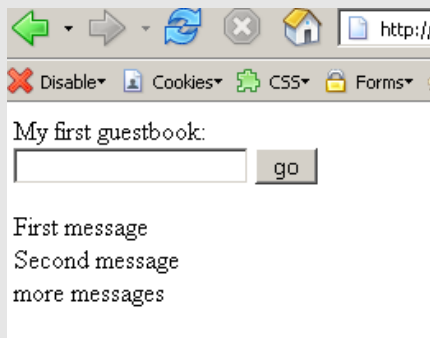 http://
Disable Cookies CSS Forms
My first guestbook:
go
First message
Second message
more messages